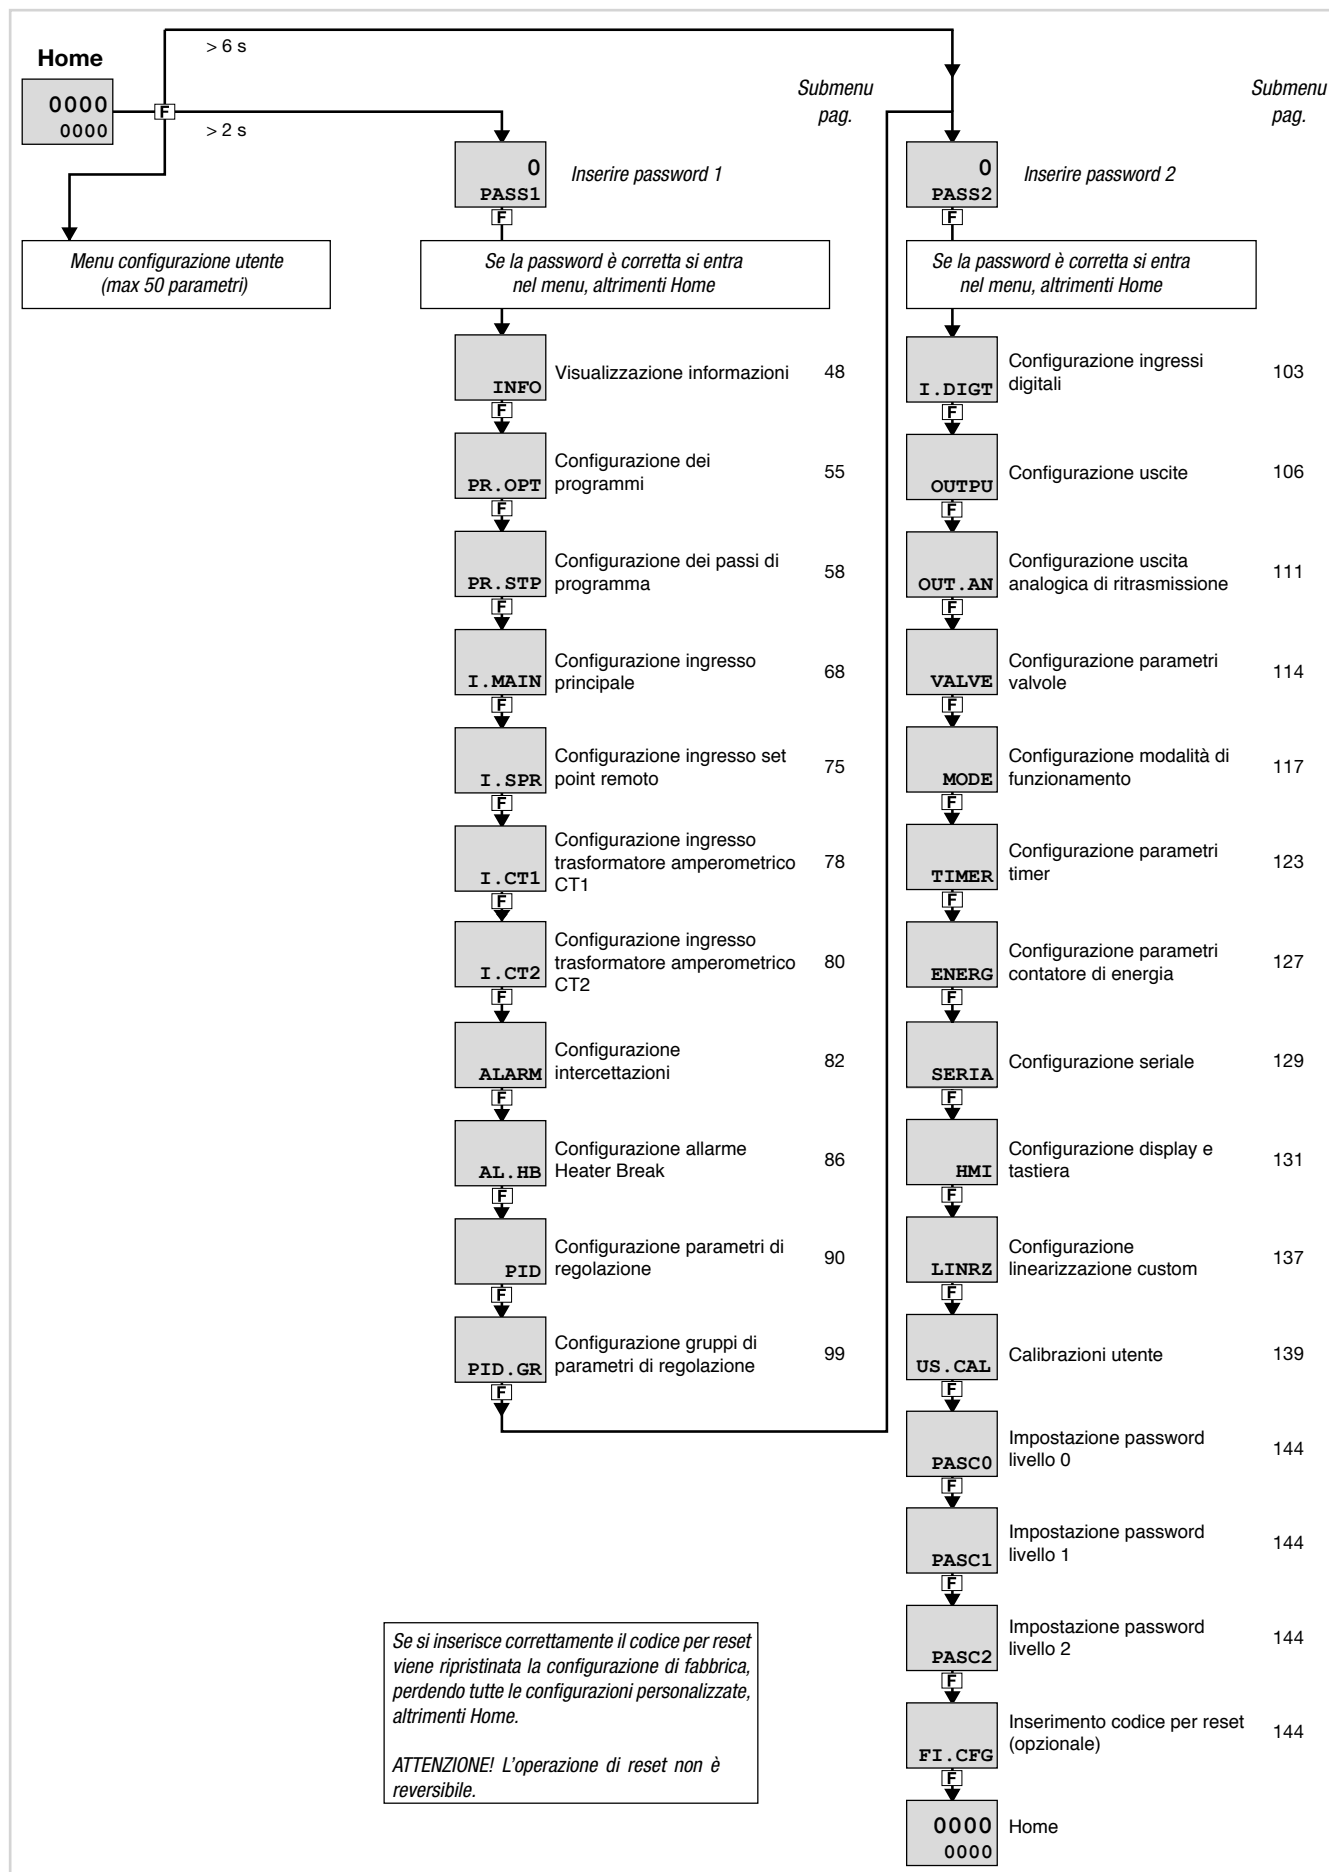 > 6 s
Home
0000
0000
F
> 2 s
Submenu
pag.
Submenu
pag.
0
PASS1
F
Inserire password 1
0
PASS2
F
Inserire password 2
Menu configurazione utente
(max 50 parametri)
Se la password è corretta si entra
nel menu, altrimenti Home
Se la password è corretta si entra
nel menu, altrimenti Home
INFO
Visualizzazione informazioni
48
F
PR.OPT
Configurazione dei
programmi
55
F
PR.STP
Configurazione dei passi di
programma
58
F
I.MAIN
Configurazione ingresso
principale
68
F
I.SPR
Configurazione ingresso set
point remoto
75
F
I.CT1
Configurazione ingresso
trasformatore amperometrico
CT1
78
F
I.CT2
Configurazione ingresso
trasformatore amperometrico
CT2
80
F
ALARM
Configurazione
intercettazioni
82
F
AL.HB
Configurazione allarme
Heater Break
86
F
PID
Configurazione parametri di
regolazione
90
F
PID.GR
Configurazione gruppi di
parametri di regolazione
99
F
I.DIGT
Configurazione ingressi
digitali
103
F
OUTPU
Configurazione uscite
106
F
OUT.AN
Configurazione uscita
analogica di ritrasmissione
111
F
VALVE
Configurazione parametri
valvole
114
F
MODE
Configurazione modalità di
funzionamento
117
F
TIMER
Configurazione parametri
timer
123
F
ENERG
Configurazione parametri
contatore di energia
127
F
SERIA
Configurazione seriale
129
F
HMI
Configurazione display e
tastiera
131
F
LINRZ
Configurazione
linearizzazione custom
137
F
US.CAL
Calibrazioni utente
139
F
PASC0
Impostazione password
livello 0
144
F
PASC1
Impostazione password
livello 1
144
F
PASC2
Impostazione password
livello 2
144
F
FI.CFG
Inserimento codice per reset
(opzionale)
144
F
0000
0000
Home
Se si inserisce correttamente il codice per reset
viene ripristinata la configurazione di fabbrica,
perdendo tutte le configurazioni personalizzate,
altrimenti Home.
ATTENZIONE! L'operazione di reset non è
reversibile.